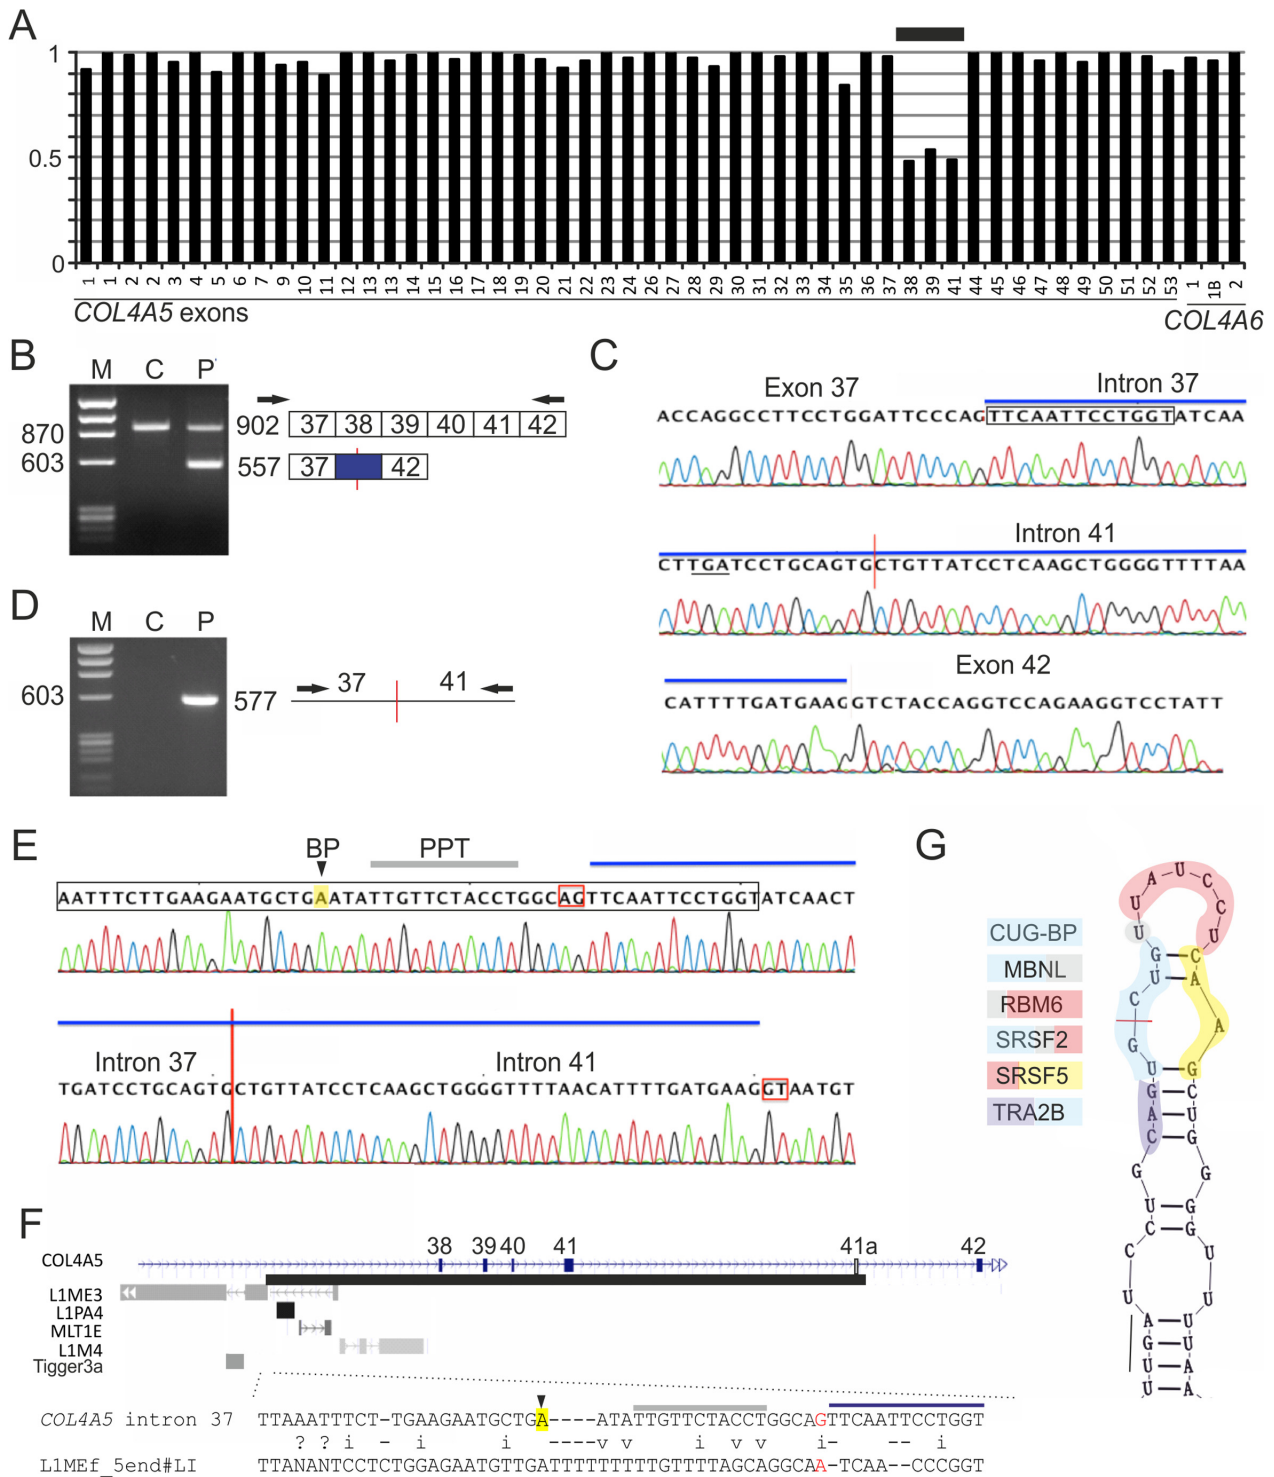 A
1
0.5
0
1 1 2 2 3 4 5 6 7 9 10 11 12 13 13 14 15 16 17 18 19 20 21 22 23 24 26 27 28 29 30 31 32 33 34 35 36 37 38 39 41 44 45 46 47 48 49 50 51 52 53 1 1B 2
COL4A5 exons
COL4A6
B
M C P
870
603
902 37 38 39 40 41 42
557 37 42
C
Exon 37 Intron 37
ACCAGGCCTTCCTGGATTCCCAGTTCAATTCCTGGTATCAA
Intron 41
CTTGATCCTGCAGTGCTGTTATCCTCAAGCTGGGGTTTTAA
Exon 42
CATTTTGATGAAGGTCTACCAGGTCCAGAAGGTCCTATT
D
M C P
603
577 37 41
E
BP PPT
AATTTCTTGAAGAATGCTGAATATTGTTCTACCTGGCAGTTCAATTCCTGGTATCAACT
Intron 37 Intron 41
TGATCCTGCAGTGCTGTTATCCTCAAGCTGGGGTTTTAACATTTTGATGAAGGTAATGT
F
38 39 40 41 41a 42
COL4A5
L1ME3
L1PA4
MLT1E
L1M4
Tigger3a
COL4A5 intron 37 TTAAATTTCT-TGAAGAATGCTGA----ATATTGTTCTACCTGGCAGTTCAATTCCTGGT
? ? i - i i ----v v i v v i- -- i
L1MEf_5end#LI TTANANTCCTCTGGAGAATGTTGATTTTTTTTTGTTTTAGCAGGCAA-TCAA--CCCGGT
G
CUG-BP
MBNL
RBM6
SRSF2
SRSF5
TRA2B
U
A C
U C
U U
G C
U A
C A
G
U G
G C
A U
C G
G G
U G
C G
C U
U U
A U
G U
U A
U A